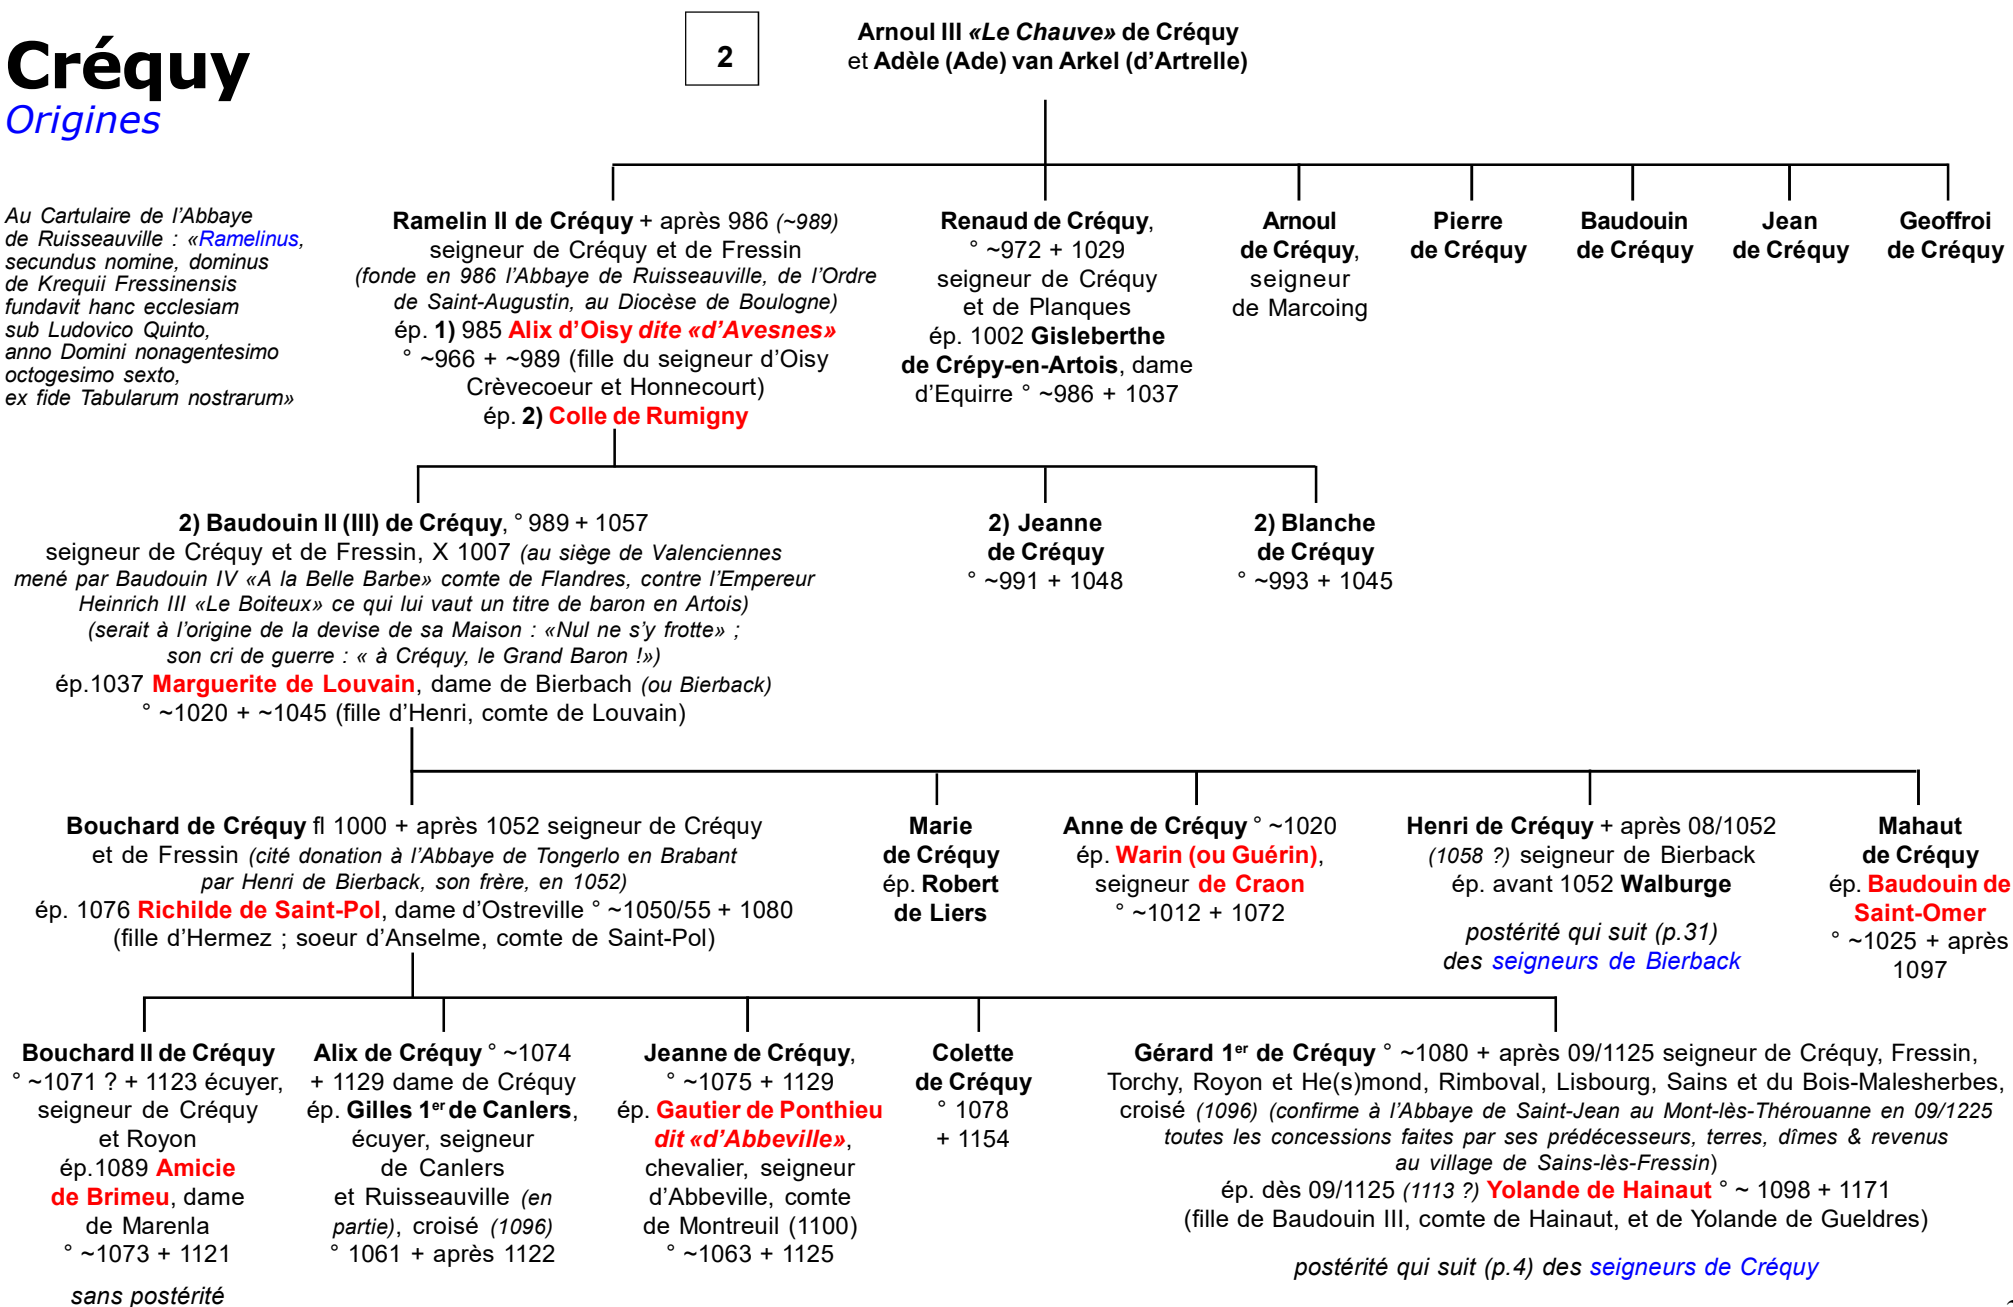 Créquy
Origines
2
Arnoul III «Le Chauve» de Créquy
et Adèle (Ade) van Arkel (d'Artrelle)
Au Cartulaire de l'Abbaye
de Ruisseauville : «Ramelinus,
secundus nomine, dominus
de Krequii Fressinensis
fundavit hanc ecclesiam
sub Ludovico Quinto,
anno Domini nonagentesimo
octogesimo sexto,
ex fide Tabularum nostrarum»
Ramelin II de Créquy + après 986 (~989)
seigneur de Créquy et de Fressin
(fonde en 986 l'Abbaye de Ruisseauville, de l'Ordre
de Saint-Augustin, au Diocèse de Boulogne)
ép. 1) 985 Alix d'Oisy dite «d'Avesnes»
° ~966 + ~989 (fille du seigneur d'Oisy
Crèvecoeur et Honnecourt)
ép. 2) Colle de Rumigny
Renaud de Créquy,
° ~972 + 1029
seigneur de Créquy
et de Planques
ép. 1002 Gisleberthe
de Crépy-en-Artois, dame
d'Equirre ° ~986 + 1037
Arnoul
de Créquy,
seigneur
de Marcoing
Pierre
de Créquy
Baudouin
de Créquy
Jean
de Créquy
Geoffroi
de Créquy
2) Baudouin II (III) de Créquy, ° 989 + 1057
seigneur de Créquy et de Fressin, X 1007 (au siège de Valenciennes
mené par Baudouin IV «A la Belle Barbe» comte de Flandres, contre l'Empereur
Heinrich III «Le Boiteux» ce qui lui vaut un titre de baron en Artois)
(serait à l'origine de la devise de sa Maison : «Nul ne s'y frotte» ;
son cri de guerre : « à Créquy, le Grand Baron !»)
ép.1037 Marguerite de Louvain, dame de Bierbach (ou Bierback)
° ~1020 + ~1045 (fille d'Henri, comte de Louvain)
2) Jeanne
de Créquy
° ~991 + 1048
2) Blanche
de Créquy
° ~993 + 1045
Bouchard de Créquy fl 1000 + après 1052 seigneur de Créquy
et de Fressin (cité donation à l'Abbaye de Tongerlo en Brabant
par Henri de Bierback, son frère, en 1052)
ép. 1076 Richilde de Saint-Pol, dame d'Ostreville ° ~1050/55 + 1080
(fille d'Hermez ; soeur d'Anselme, comte de Saint-Pol)
Marie
de Créquy
ép. Robert
de Liers
Anne de Créquy ° ~1020
ép. Warin (ou Guérin),
seigneur de Craon
° ~1012 + 1072
Henri de Créquy + après 08/1052
(1058 ?) seigneur de Bierback
ép. avant 1052 Walburge
postérité qui suit (p.31)
des seigneurs de Bierback
Mahaut
de Créquy
ép. Baudouin de
Saint-Omer
° ~1025 + après
1097
Bouchard II de Créquy
° ~1071 ? + 1123 écuyer,
seigneur de Créquy
et Royon
ép.1089 Amicie
de Brimeu, dame
de Marenla
° ~1073 + 1121
sans postérité
Alix de Créquy ° ~1074
+ 1129 dame de Créquy
ép. Gilles 1er de Canlers,
écuyer, seigneur
de Canlers
et Ruisseauville (en
partie), croisé (1096)
° 1061 + après 1122
Jeanne de Créquy,
° ~1075 + 1129
ép. Gautier de Ponthieu
dit «d'Abbeville»,
chevalier, seigneur
d'Abbeville, comte
de Montreuil (1100)
° ~1063 + 1125
Colette
de Créquy
° 1078
+ 1154
Gérard 1er de Créquy ° ~1080 + après 09/1125 seigneur de Créquy, Fressin,
Torchy, Royon et He(s)mond, Rimboval, Lisbourg, Sains et du Bois-Malesherbes,
croisé (1096) (confirme à l'Abbaye de Saint-Jean au Mont-lès-Thérouanne en 09/1225
toutes les concessions faites par ses prédécesseurs, terres, dîmes & revenus
au village de Sains-lès-Fressin)
ép. dès 09/1125 (1113 ?) Yolande de Hainaut ° ~ 1098 + 1171
(fille de Baudouin III, comte de Hainaut, et de Yolande de Gueldres)
postérité qui suit (p.4) des seigneurs de Créquy